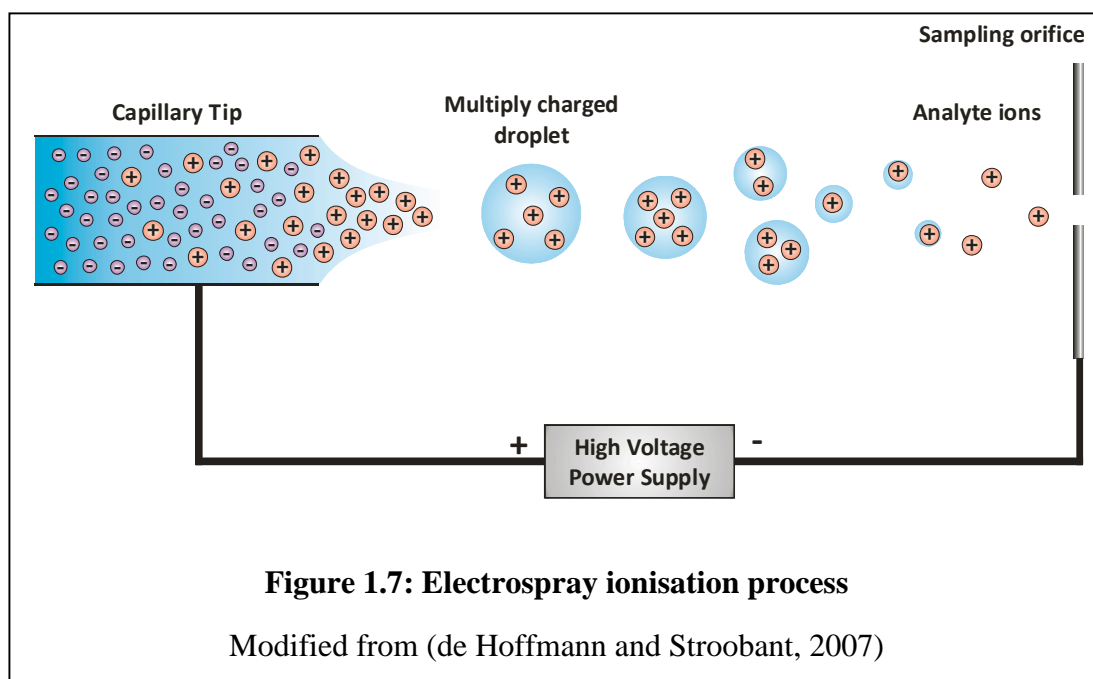 Sampling orifice
Capillary Tip
Multiply charged
droplet
Analyte ions
+
-
High Voltage
Power Supply
Figure 1.7: Electrospray ionisation process
Modified from (de Hoffmann and Stroobant, 2007)